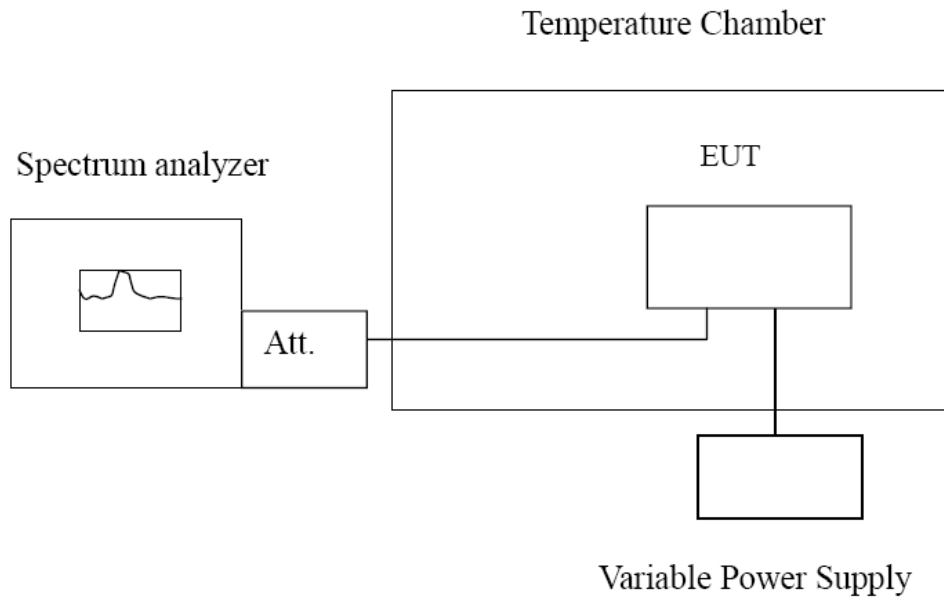 Temperature Chamber
Spectrum analyzer
EUT
Att.
Variable Power Supply